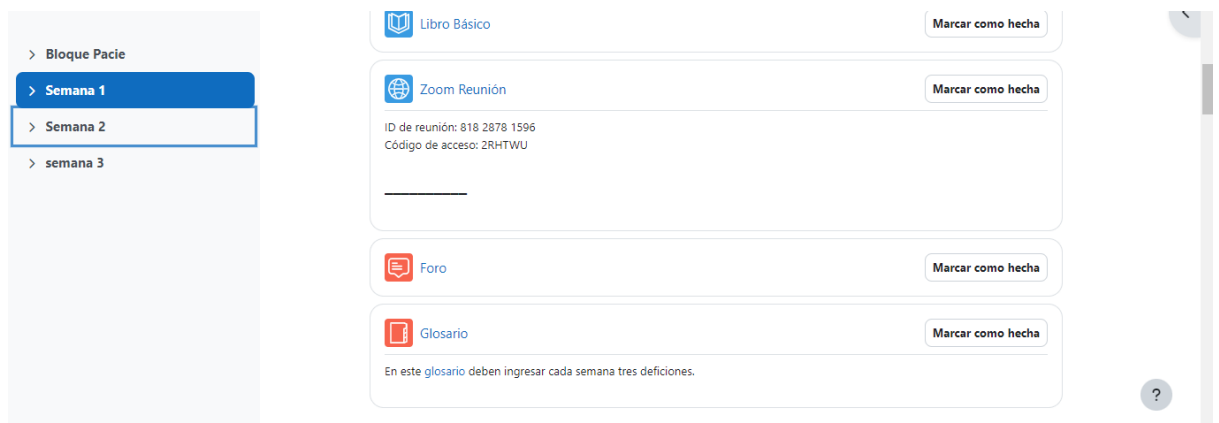 Bloque Pacie
Semana 1
Semana 2
semana 3
Libro Básico
Marcar como hecha
Zoom Reunión
Marcar como hecha
ID de reunión: 818 2878 1596
Código de acceso: 2RHTWU
Foro
Marcar como hecha
Glosario
Marcar como hecha
En este glosario deben ingresar cada semana tres deficiones.
?